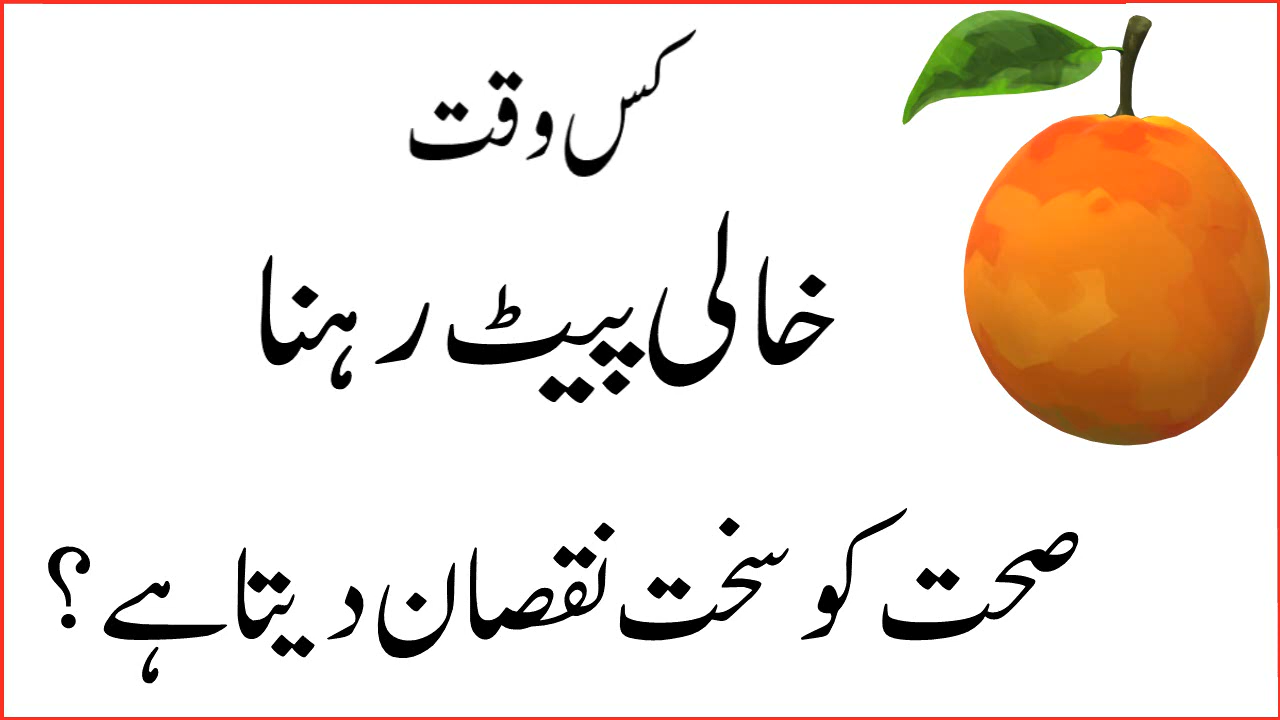 کس وقت
خالی پیٹ رہنا
صحت کو سخت نقصان دیتا ہے؟